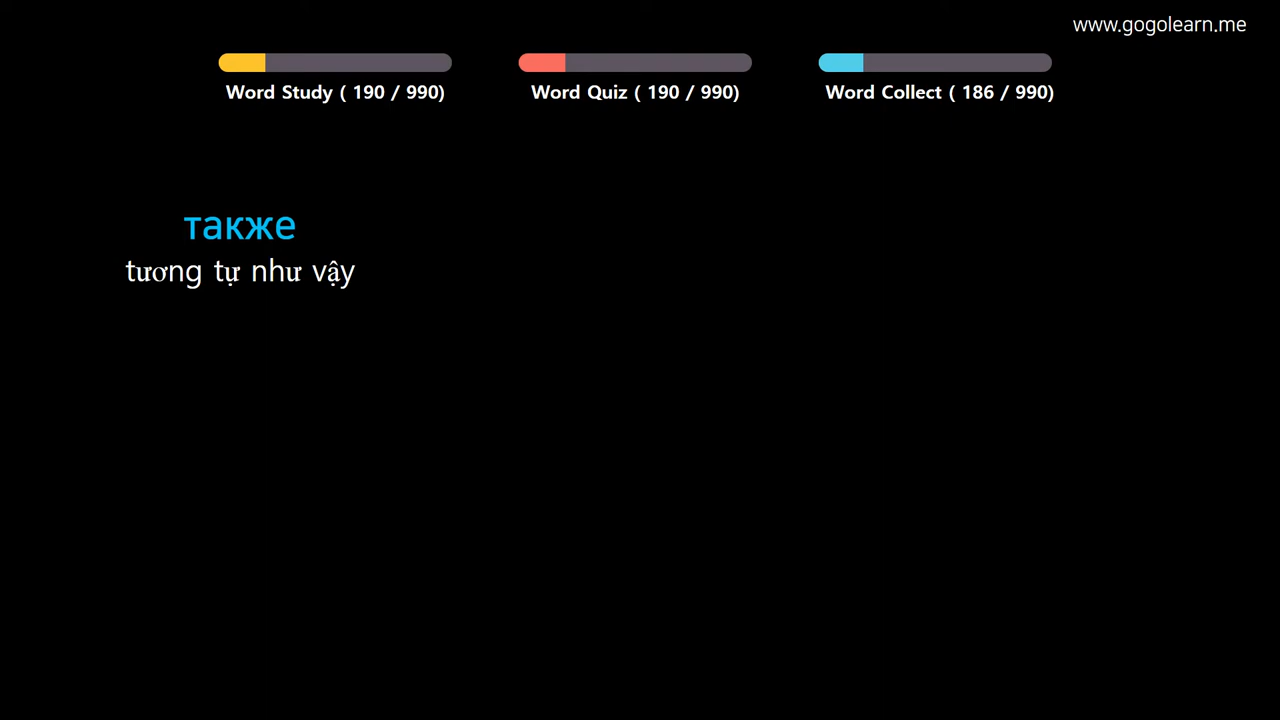 www.gogolearn.me
Word Study ( 190 / 990)
Word Quiz ( 190 / 990)
Word Collect ( 186 / 990)
также
tương tự như vậy